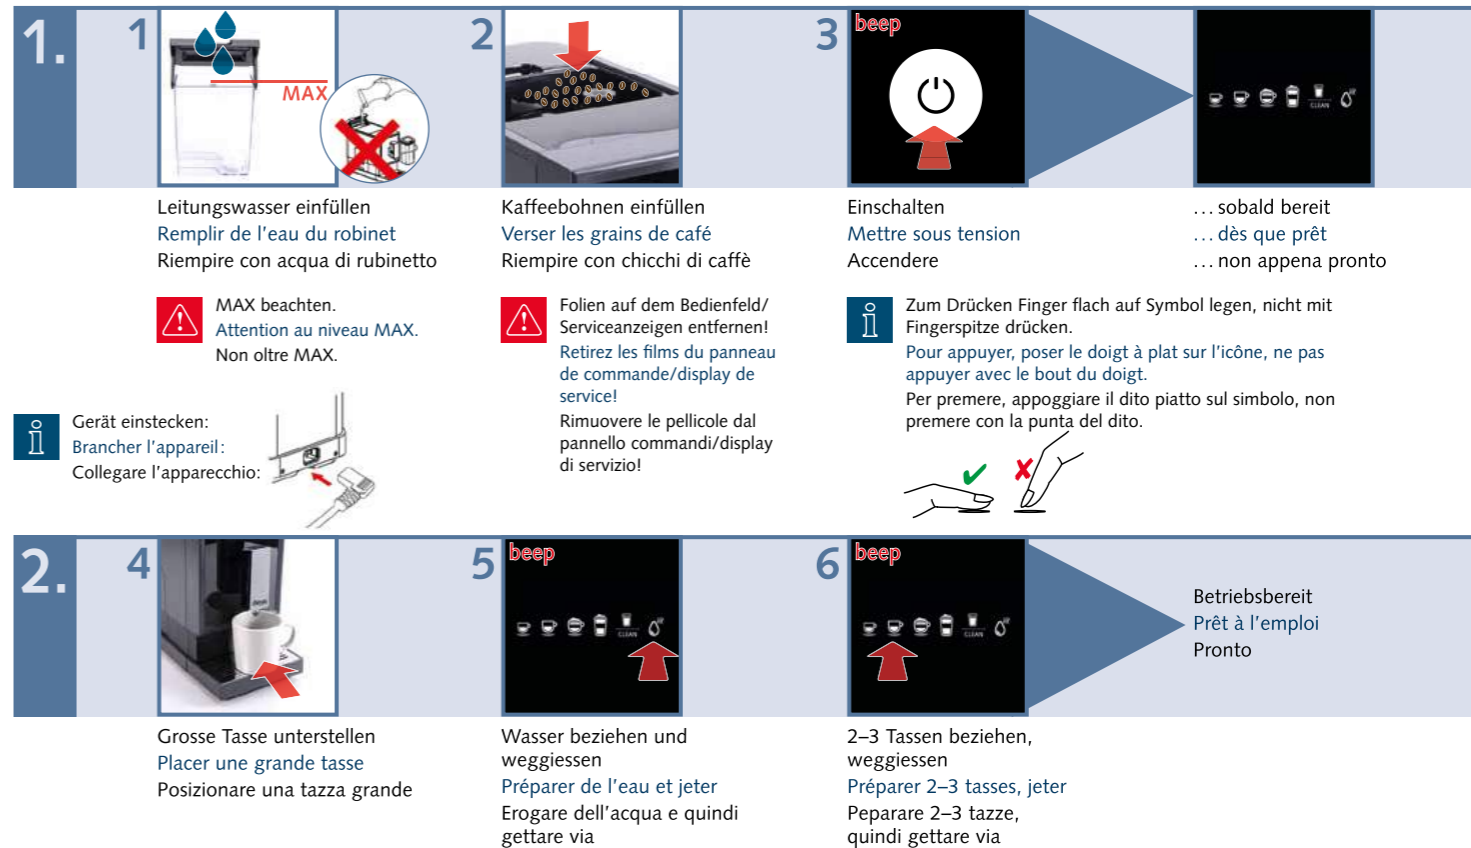 1.
1
MAX
2
3
beep
CLEAN
Leitungswasser einfüllen
Remplir de l'eau du robinet
Riempire con acqua di rubinetto
Kaffeebohnen einfüllen
Verser les grains de café
Riempire con chicchi di caffè
Einschalten
Mettre sous tension
Accendere
... sobald bereit
... dès que prêt
... non appena pronto
MAX beachten.
Attention au niveau MAX.
Non oltre MAX.
Folien auf dem Bedienfeld/
Serviceanzeigen entfernen!
Retirez les films du panneau
de commande/display de
service!
Rimuovere le pellicole dal
pannello commandi/display
di servizio!
Zum Drücken Finger flach auf Symbol legen, nicht mit
Fingerspitze drücken.
Pour appuyer, poser le doigt à plat sur l'icône, ne pas
appuyer avec le bout du doigt.
Per premere, appoggiare il dito piatto sul simbolo, non
premere con la punta del dito.
Gerät einstecken:
Brancher l'appareil:
Collegare l'apparecchio:
2.
4
5
beep
CLEAN
6
beep
CLEAN
Betriebsbereit
Prêt à l'emploi
Pronto
Grosse Tasse unterstellen
Placer une grande tasse
Posizionare una tazza grande
Wasser beziehen und
weggiessen
Préparer de l'eau et jeter
Erogare dell'acqua e quindi
gettare via
2–3 Tassen beziehen,
weggiessen
Préparer 2–3 tasses, jeter
Peparare 2–3 tazze,
quindi gettare via